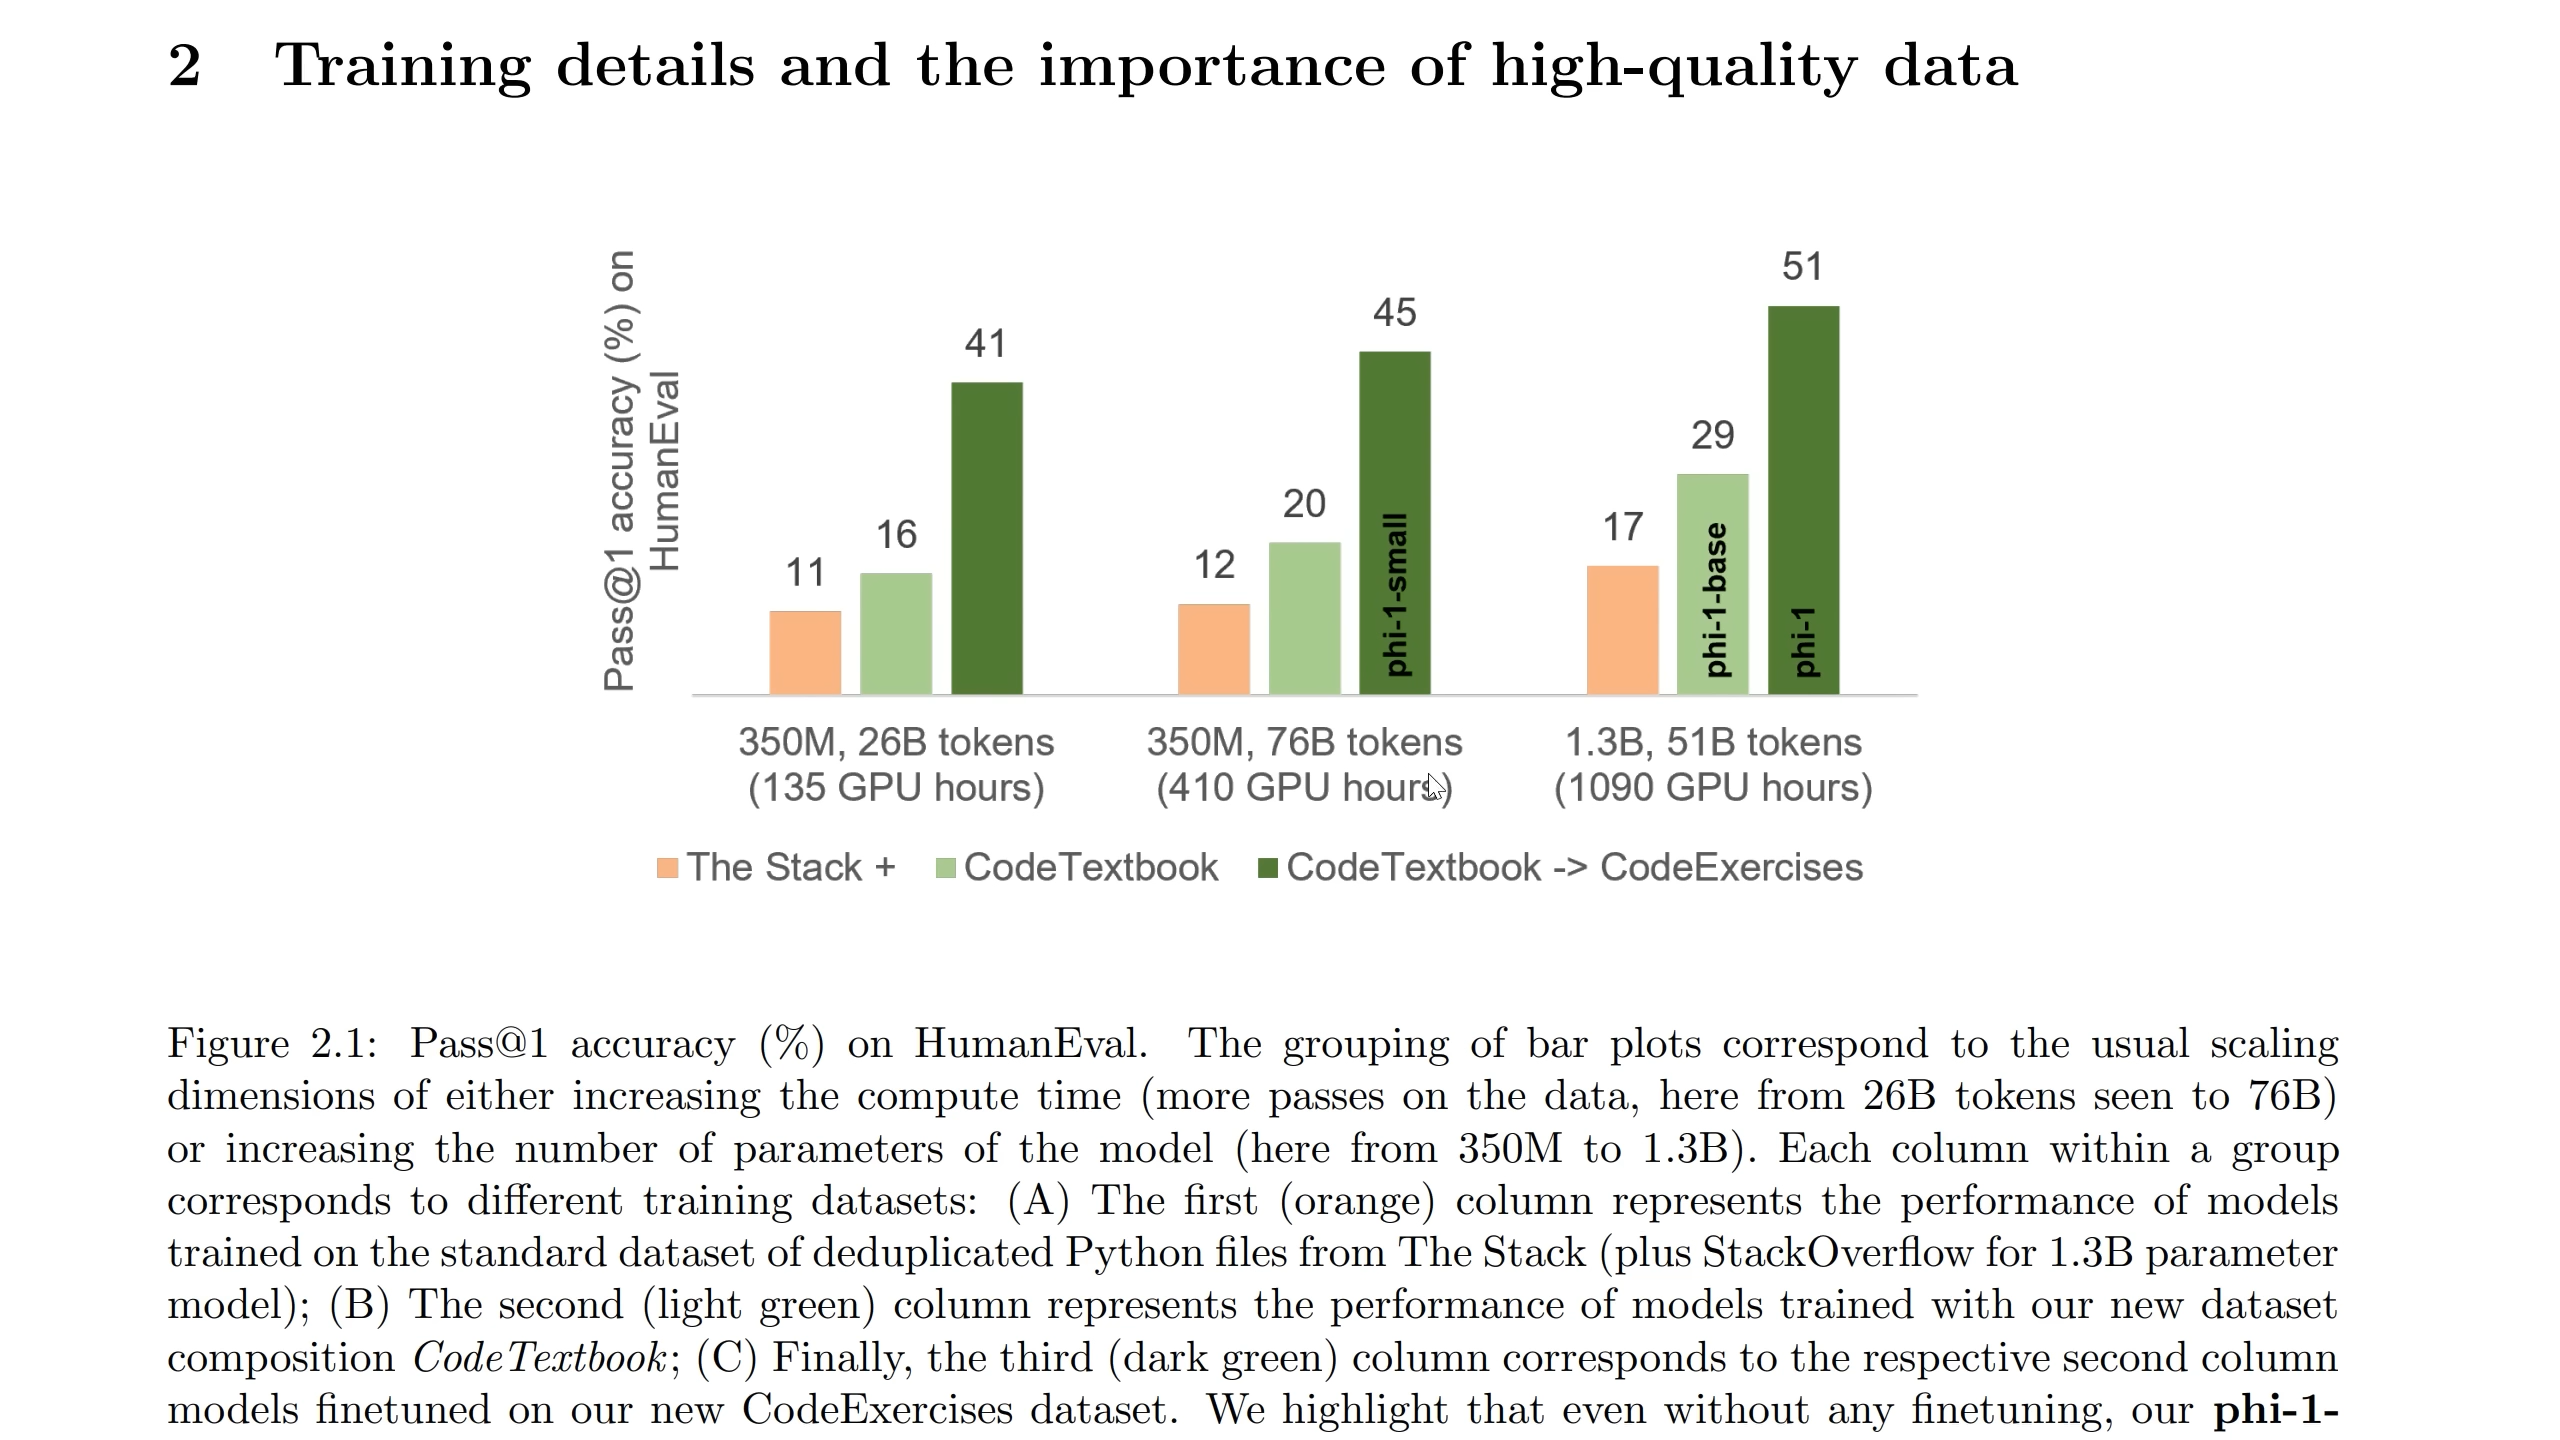 2 Training details and the importance of high-quality data
Pass@1 accuracy (%) on
HumanEval
11
16
41
12
20
45
phi-1-small
17
29
phi-1-base
51
phi-1
350M, 26B tokens
(135 GPU hours)
350M, 76B tokens
(410 GPU hours)
1.3B, 51B tokens
(1090 GPU hours)
The Stack +
CodeTextbook
CodeTextbook -> CodeExercises
Figure 2.1: Pass@1 accuracy (%) on HumanEval. The grouping of bar plots correspond to the usual scaling
dimensions of either increasing the compute time (more passes on the data, here from 26B tokens seen to 76B)
or increasing the number of parameters of the model (here from 350M to 1.3B). Each column within a group
corresponds to different training datasets: (A) The first (orange) column represents the performance of models
trained on the standard dataset of deduplicated Python files from The Stack (plus StackOverflow for 1.3B parameter
model); (B) The second (light green) column represents the performance of models trained with our new dataset
composition CodeTextbook; (C) Finally, the third (dark green) column corresponds to the respective second column
models finetuned on our new CodeExercises dataset. We highlight that even without any finetuning, our phi-1-